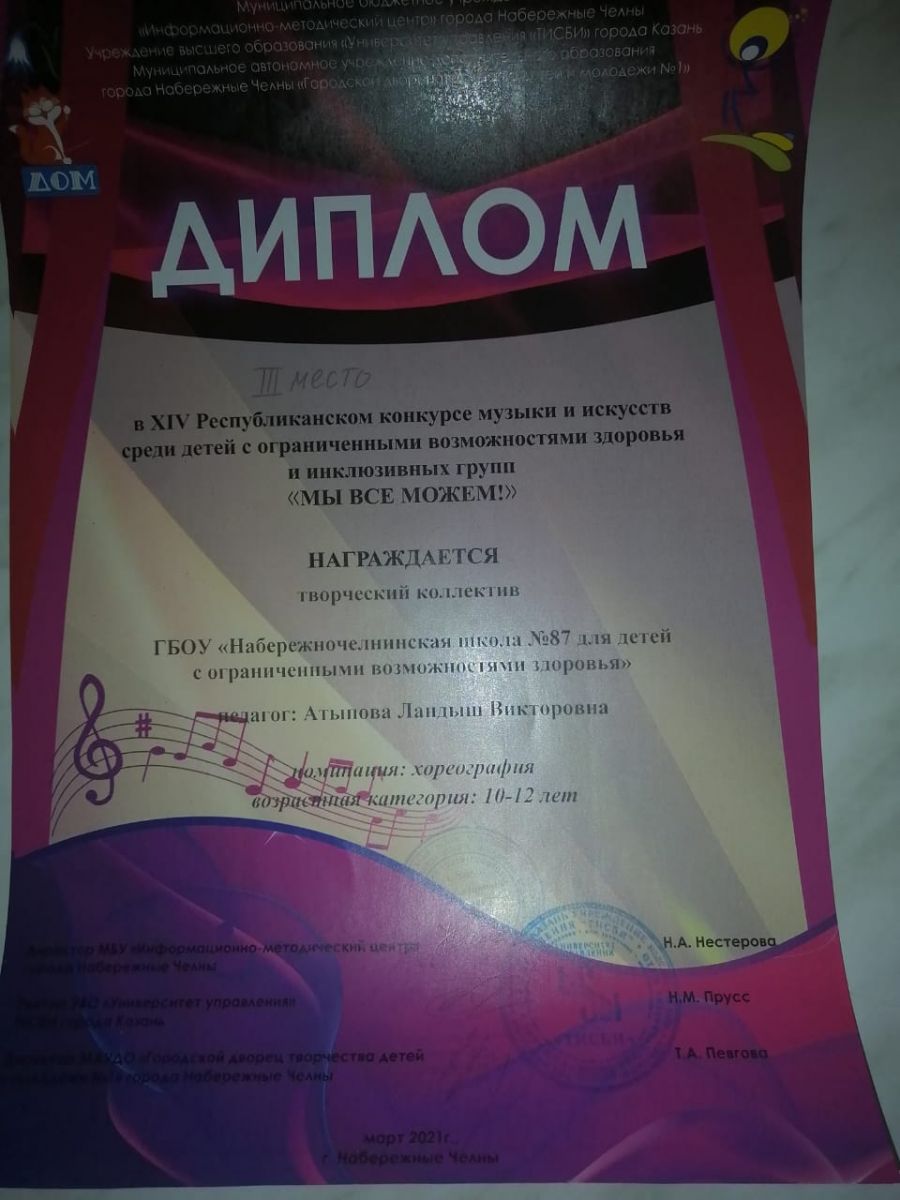 Муниципальное бюджетное
«Информационно-методический центр» города Набережные Челны
Учреждение высшего образования «Университет управления «ТИСБИ» города Казань
Муниципальное автономное учреждение образования
города Набережные Челны «Городской и молодежи №1»
ДОМ
ДИПЛОМ
III место
в XIV Республиканском конкурсе музыки и искусств
среди детей с ограниченными возможностями здоровья
и инклюзивных групп
«МЫ ВСЕ МОЖЕМ!»
НАГРАЖДАЕТСЯ
творческий коллектив
ГБОУ «Набережночелнинская школа №87 для детей
с ограниченными возможностями здоровья»
педагог: Атыпова Ландыш Викторовна
номинация: хореография
возрастная категория: 10-12 лет
Директор МБУ «Информационно-методический центр»
города Набережные Челны
Н.А. Нестерова
УВО «Университет управления»
города Казань
Н.М. Прусс
ТИСБИ
Директор МАУДО «Городской дворец творчества детей
города Набережные Челны
Т.А. Певгова
март 2021г.,
г. Набережные Челны